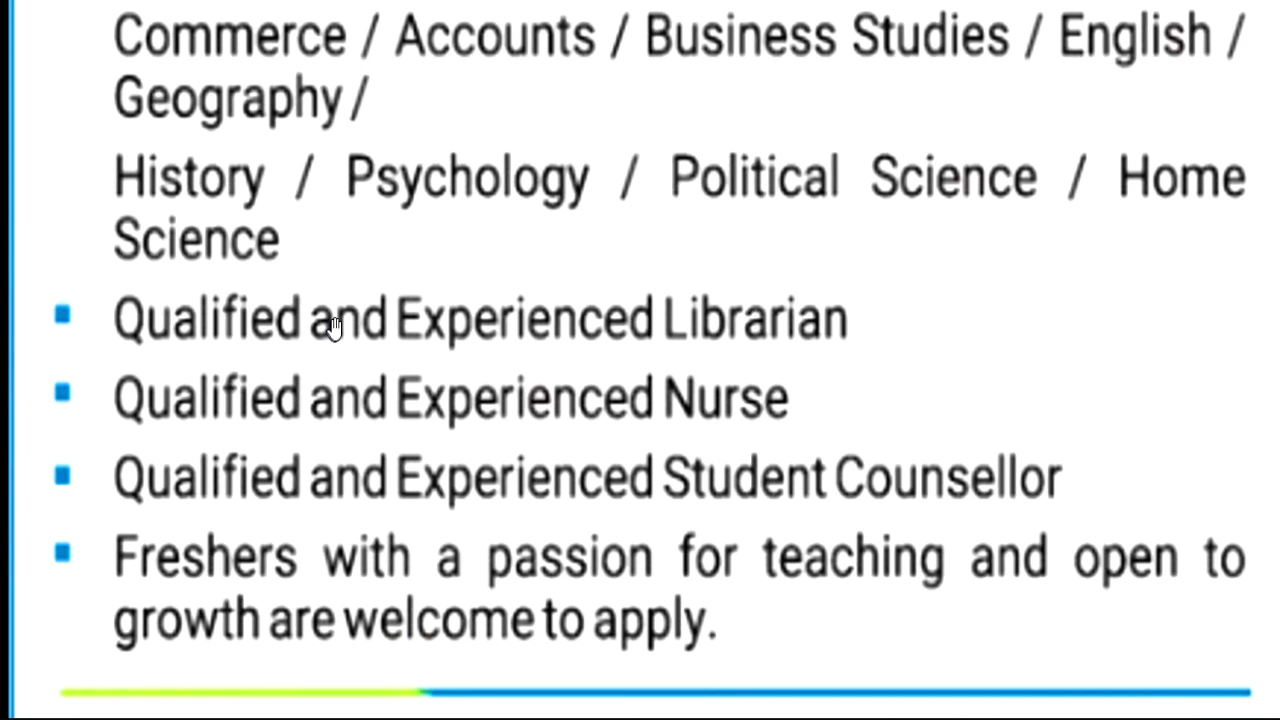 Commerce / Accounts / Business Studies / English /
Geography /
History / Psychology / Political Science / Home
Science
Qualified and Experienced Librarian
Qualified and Experienced Nurse
Qualified and Experienced Student Counsellor
Freshers with a passion for teaching and open to
growth are welcome to apply.